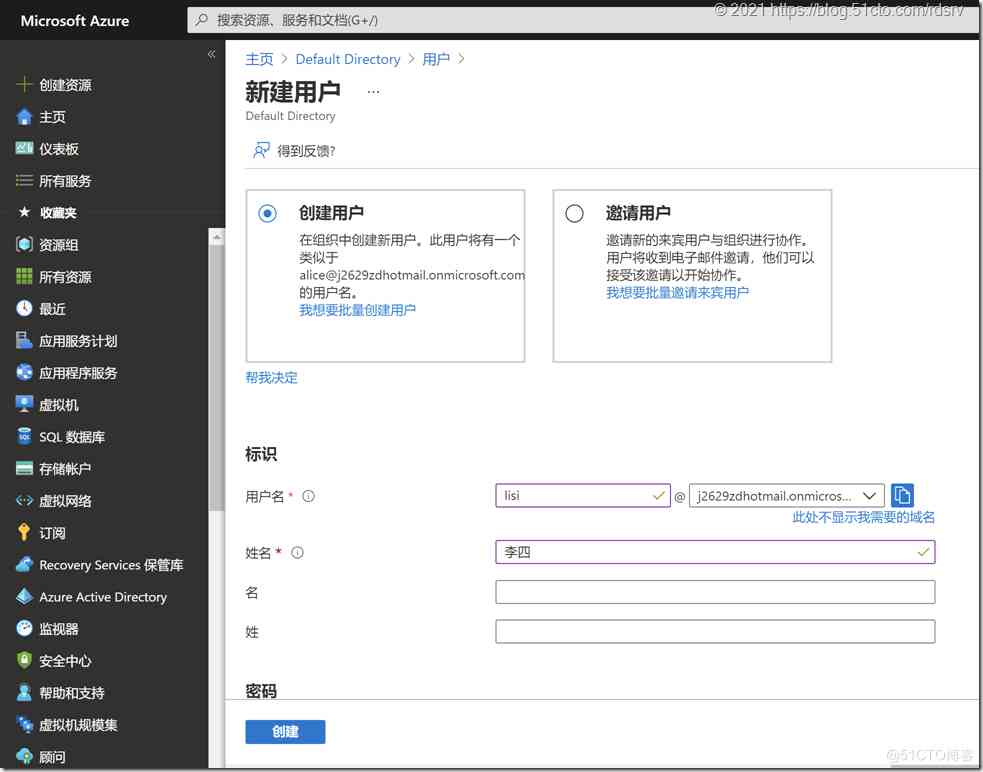 Microsoft Azure
搜索资源、服务和文档(G+/)
© 2021 https://blog.51cto.com/rdsrv
«
创建资源
主页
仪表板
所有服务
收藏夹
资源组
所有资源
最近
应用服务计划
应用程序服务
虚拟机
SQL 数据库
存储帐户
虚拟网络
订阅
Recovery Services 保管库
Azure Active Directory
监视器
安全中心
帮助和支持
虚拟机规模集
顾问
主页 > Default Directory > 用户 >
新建用户 ...
Default Directory
得到反馈?
创建用户
在组织中创建新用户。此用户将有一个
类似于
alice@j2629zdhotmail.onmicrosoft.com
的用户名。
我想要批量创建用户
邀请用户
邀请新的来宾用户与组织进行协作。
用户将收到电子邮件邀请，他们可以
接受该邀请以开始协作。
我想要批量邀请来宾用户
帮我决定
标识
用户名 * lisi @ j2629zdhotmail.onmicros...
此处不显示我需要的域名
姓名 * 李四
名
姓
密码
创建
@51CTO博客